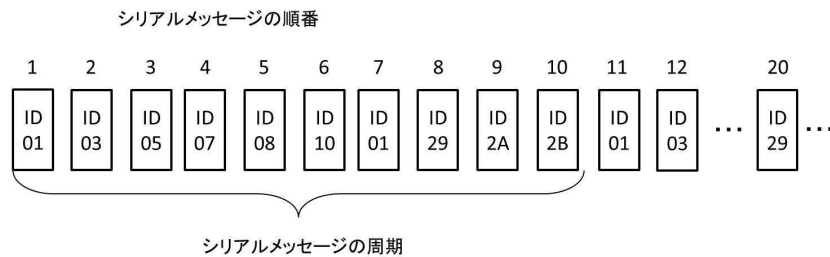 シリアルメッセージの順番
1 2 3 4 5 6 7 8 9 10 11 12 20
ID ID ID ID ID ID ID ID ID ID ID ID ID
01 03 05 07 08 10 01 29 2A 2B 01 03 … 29 …
シリアルメッセージの周期